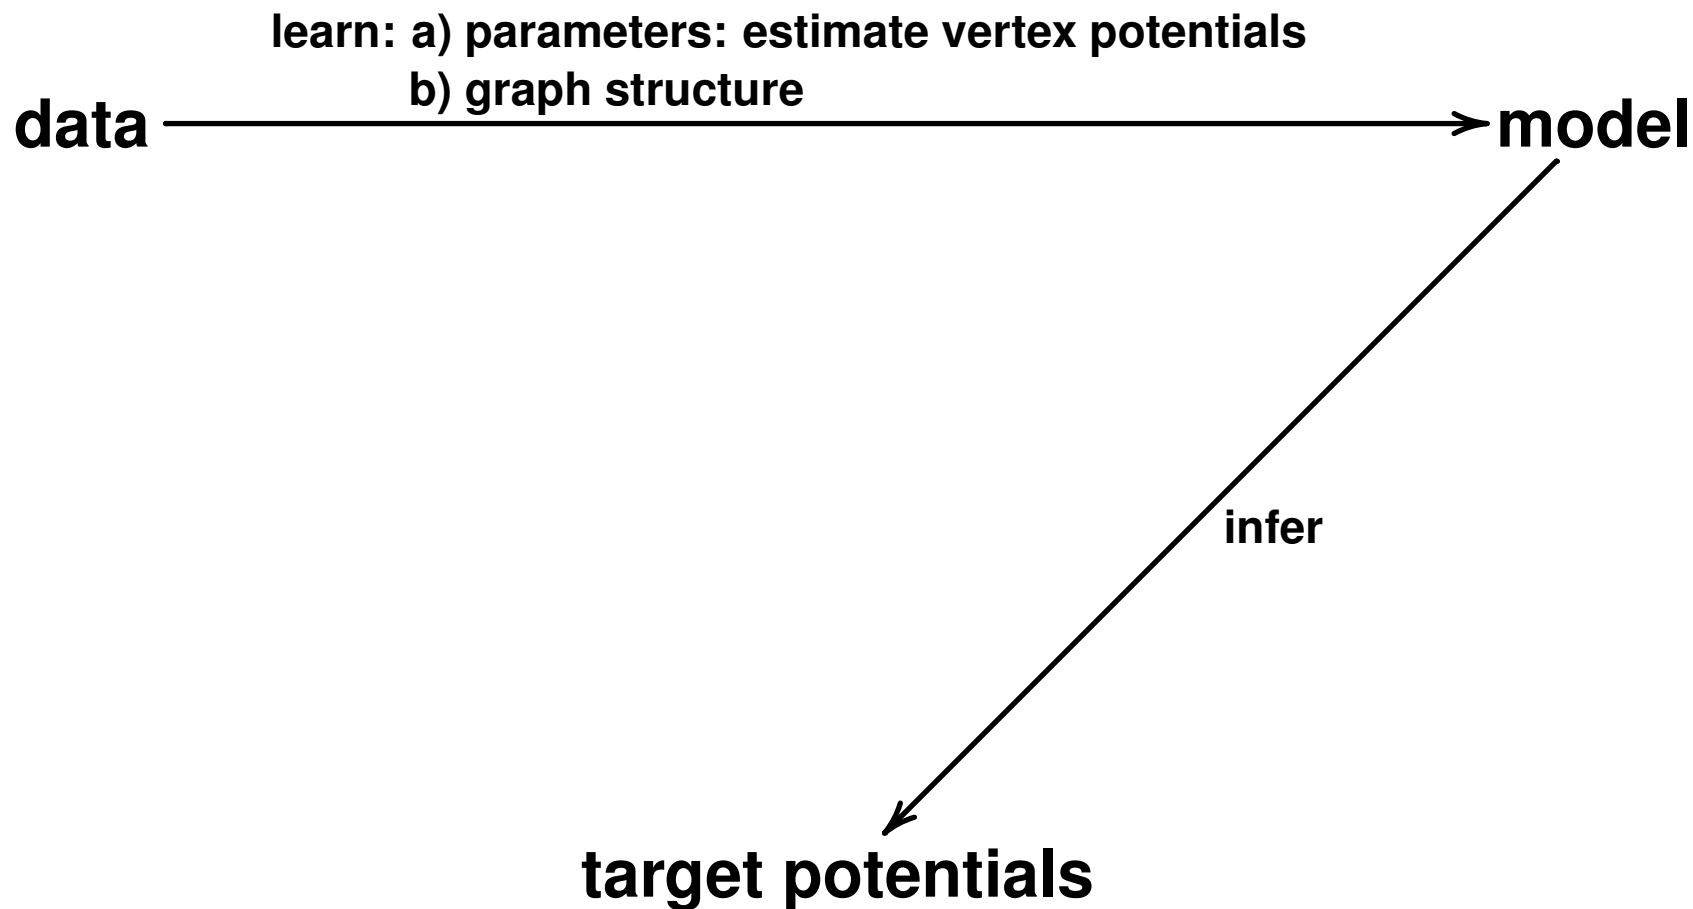 learn: a) parameters: estimate vertex potentials
b) graph structure
data
model
infer
target potentials